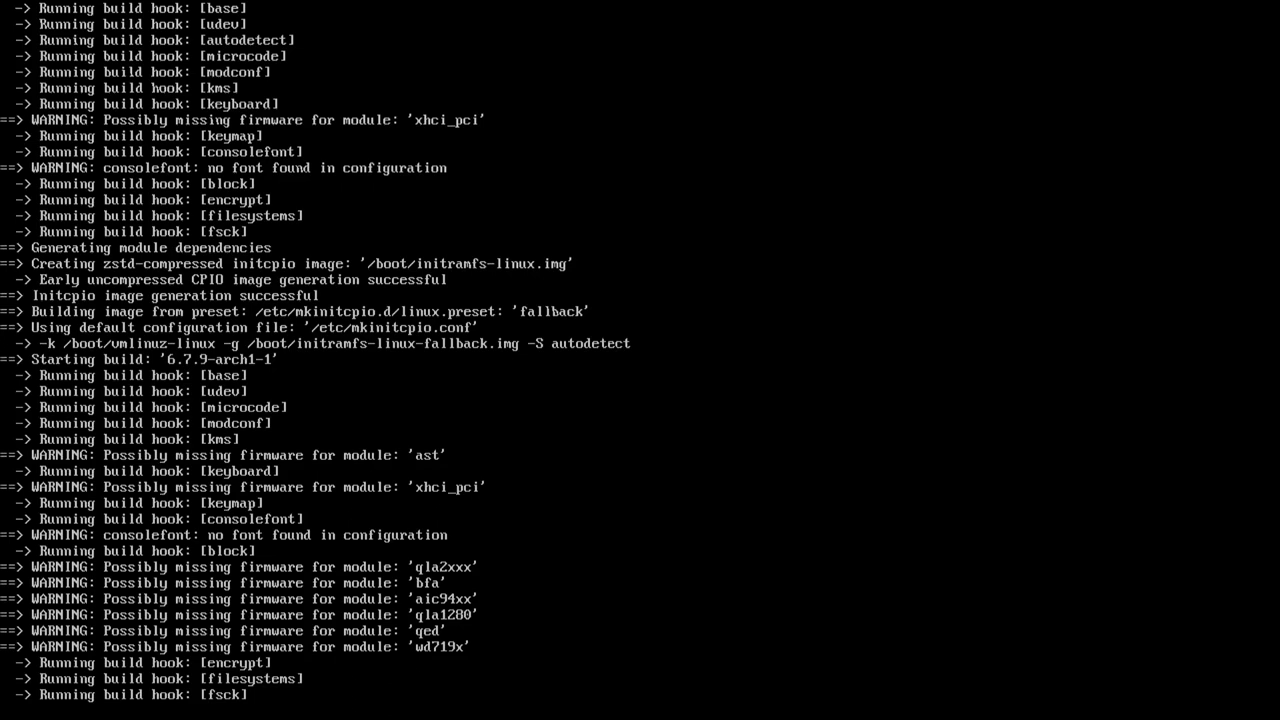 -> Running build hook: [base]
-> Running build hook: [udev]
-> Running build hook: [autodetect]
-> Running build hook: [microcode]
-> Running build hook: [modconf]
-> Running build hook: [kms]
-> Running build hook: [keyboard]
==> WARNING: Possibly missing firmware for module: 'xhci_pci'
-> Running build hook: [keymap]
-> Running build hook: [consolefont]
==> WARNING: consolefont: no font found in configuration
-> Running build hook: [block]
-> Running build hook: [encrypt]
-> Running build hook: [filesystems]
-> Running build hook: [fsck]
==> Generating module dependencies
==> Creating zstd-compressed initcpio image: '/boot/initramfs-linux.img'
-> Early uncompressed CPIO image generation successful
==> Initcpio image generation successful
==> Building image from preset: /etc/mkinitcpio.d/linux.preset: 'fallback'
==> Using default configuration file: '/etc/mkinitcpio.conf'
-> -k /boot/vmlinuz-linux -g /boot/initramfs-linux-fallback.img -S autodetect
==> Starting build: '6.7.9-arch1-1'
-> Running build hook: [base]
-> Running build hook: [udev]
-> Running build hook: [microcode]
-> Running build hook: [modconf]
-> Running build hook: [kms]
==> WARNING: Possibly missing firmware for module: 'ast'
-> Running build hook: [keyboard]
==> WARNING: Possibly missing firmware for module: 'xhci_pci'
-> Running build hook: [keymap]
-> Running build hook: [consolefont]
==> WARNING: consolefont: no font found in configuration
-> Running build hook: [block]
==> WARNING: Possibly missing firmware for module: 'qla2xxx'
==> WARNING: Possibly missing firmware for module: 'bfa'
==> WARNING: Possibly missing firmware for module: 'aic94xx'
==> WARNING: Possibly missing firmware for module: 'qla1280'
==> WARNING: Possibly missing firmware for module: 'qed'
==> WARNING: Possibly missing firmware for module: 'wd719x'
-> Running build hook: [encrypt]
-> Running build hook: [filesystems]
-> Running build hook: [fsck]